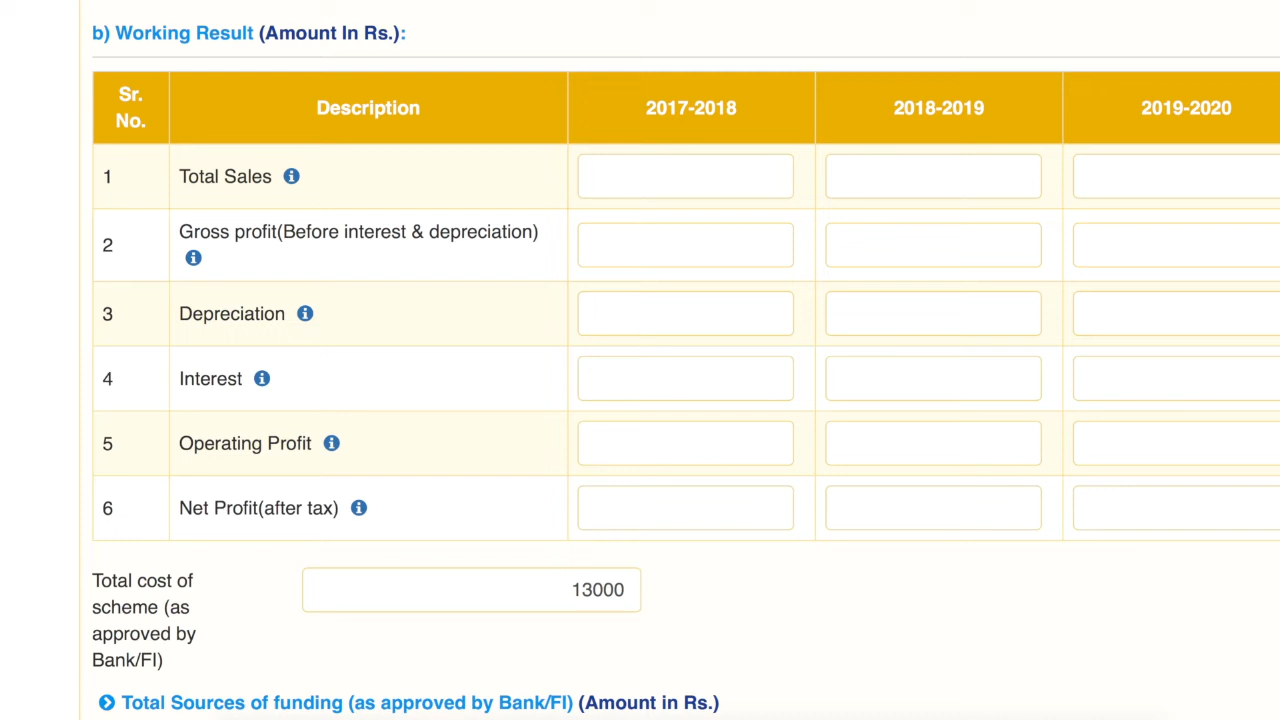 b) Working Result (Amount In Rs.):
Sr. No. Description 2017-2018 2018-2019 2019-2020
1 Total Sales
2 Gross profit(Before interest & depreciation)
3 Depreciation
4 Interest
5 Operating Profit
6 Net Profit(after tax)
Total cost of
scheme (as
approved by
Bank/FI)
13000
Total Sources of funding (as approved by Bank/FI) (Amount in Rs.)